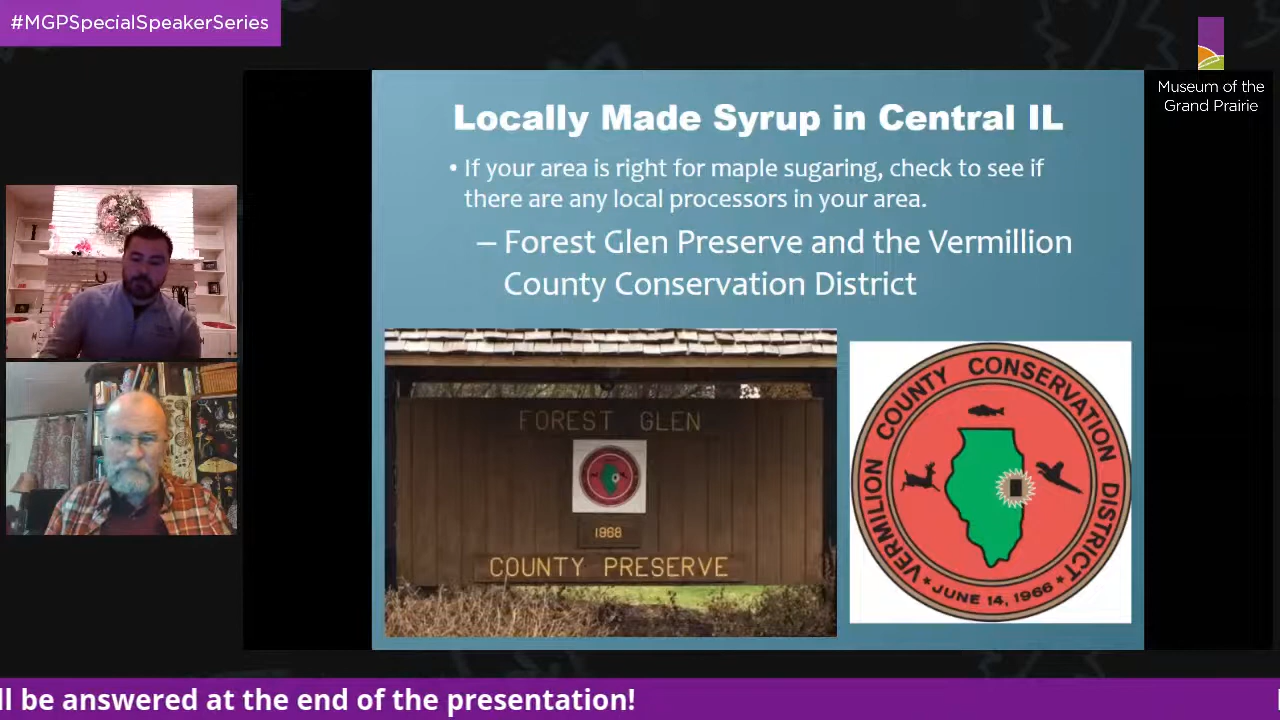 #MGPSpecialSpeakerSeries
Museum of the
Grand Prairie
Locally Made Syrup in Central IL
• If your area is right for maple sugaring, check to see if
there are any local processors in your area.
– Forest Glen Preserve and the Vermillion
County Conservation District
FOREST GLEN
1968
COUNTY PRESERVE
VERMILION COUNTY CONSERVATION DISTRICT
★ JUNE 14, 1966 ★
ll be answered at the end of the presentation!